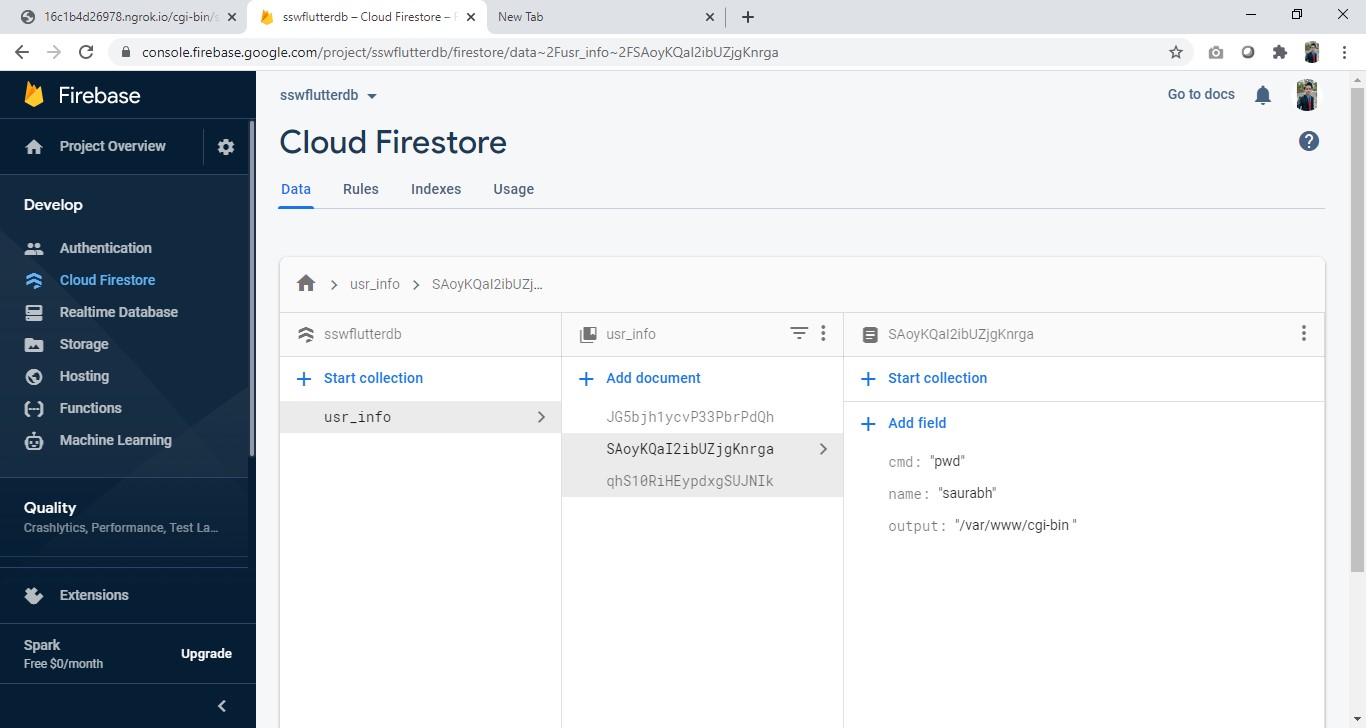 16c1b4d26978.ngrok.io/cgi-bin/s
sswflutterdb – Cloud Firestore – F
New Tab
console.firebase.google.com/project/sswflutterdb/firestore/data~2Fusr_info~2FSAoyKQaI2ibUZjgKnrga
Firebase
Project Overview
Develop
Authentication
Cloud Firestore
Realtime Database
Storage
Hosting
Functions
Machine Learning
Quality
Crashlytics, Performance, Test La...
Extensions
Spark
Free $0/month
Upgrade
sswflutterdb
Go to docs
Cloud Firestore
?
Data
Rules
Indexes
Usage
usr_info
SAoyKQaI2ibUZj...
sswflutterdb
Start collection
usr_info
usr_info
Add document
JG5bjh1ycvP33PbrPdQh
SAoyKQaI2ibUZjgKnrga
qhS10RiHEypdxgSUJNIk
SAoyKQaI2ibUZjgKnrga
Start collection
Add field
cmd: "pwd"
name: "saurabh"
output: "/var/www/cgi-bin "